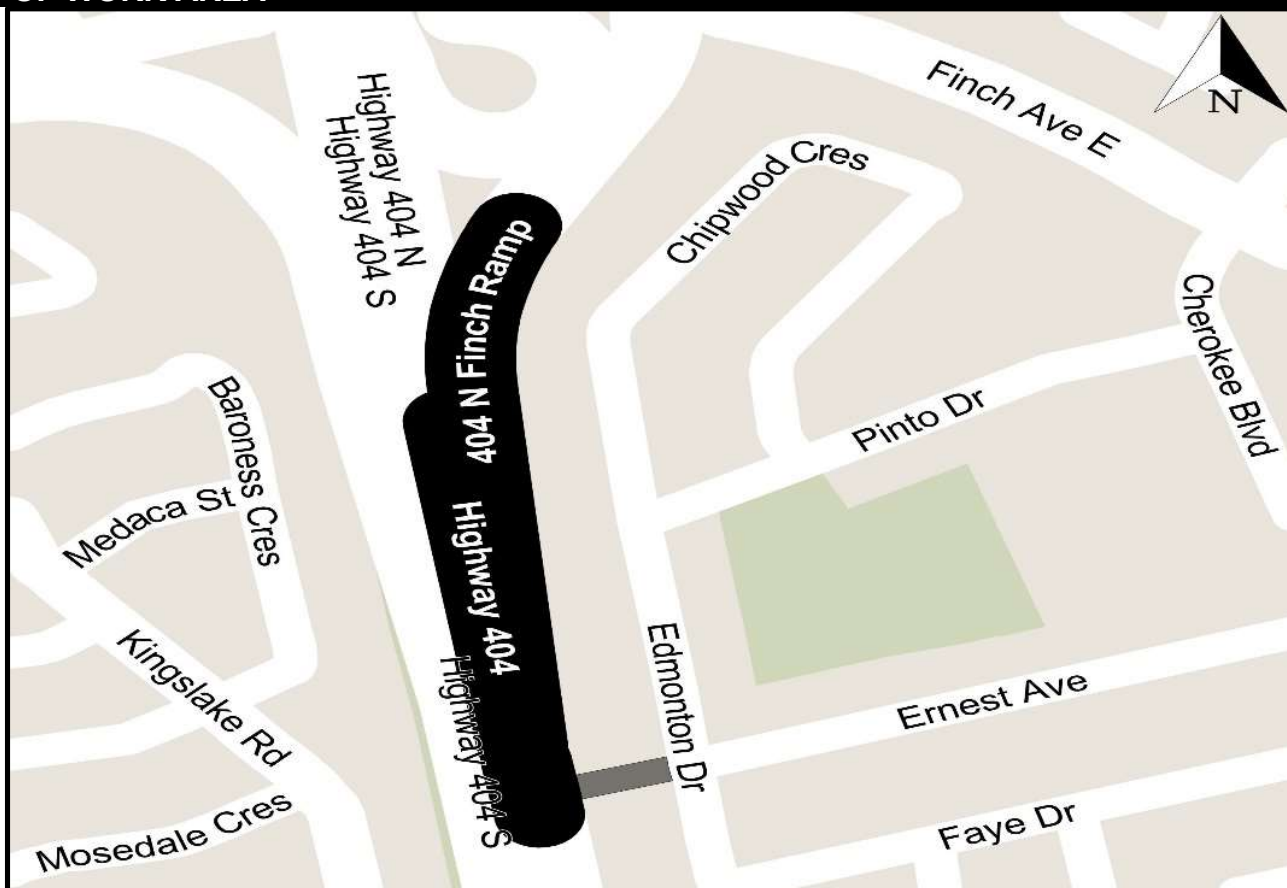 N
Finch Ave E
Highway 404 N
Highway 404 S
Chipwood Cres
404 N Finch Ramp
Cherokee Blvd
Pinto Dr
Baroness Cres
Medaca St
Highway 404
Highway 404 S
Kingslake Rd
Edmonton Dr
Ernest Ave
Mosedale Cres
Faye Dr